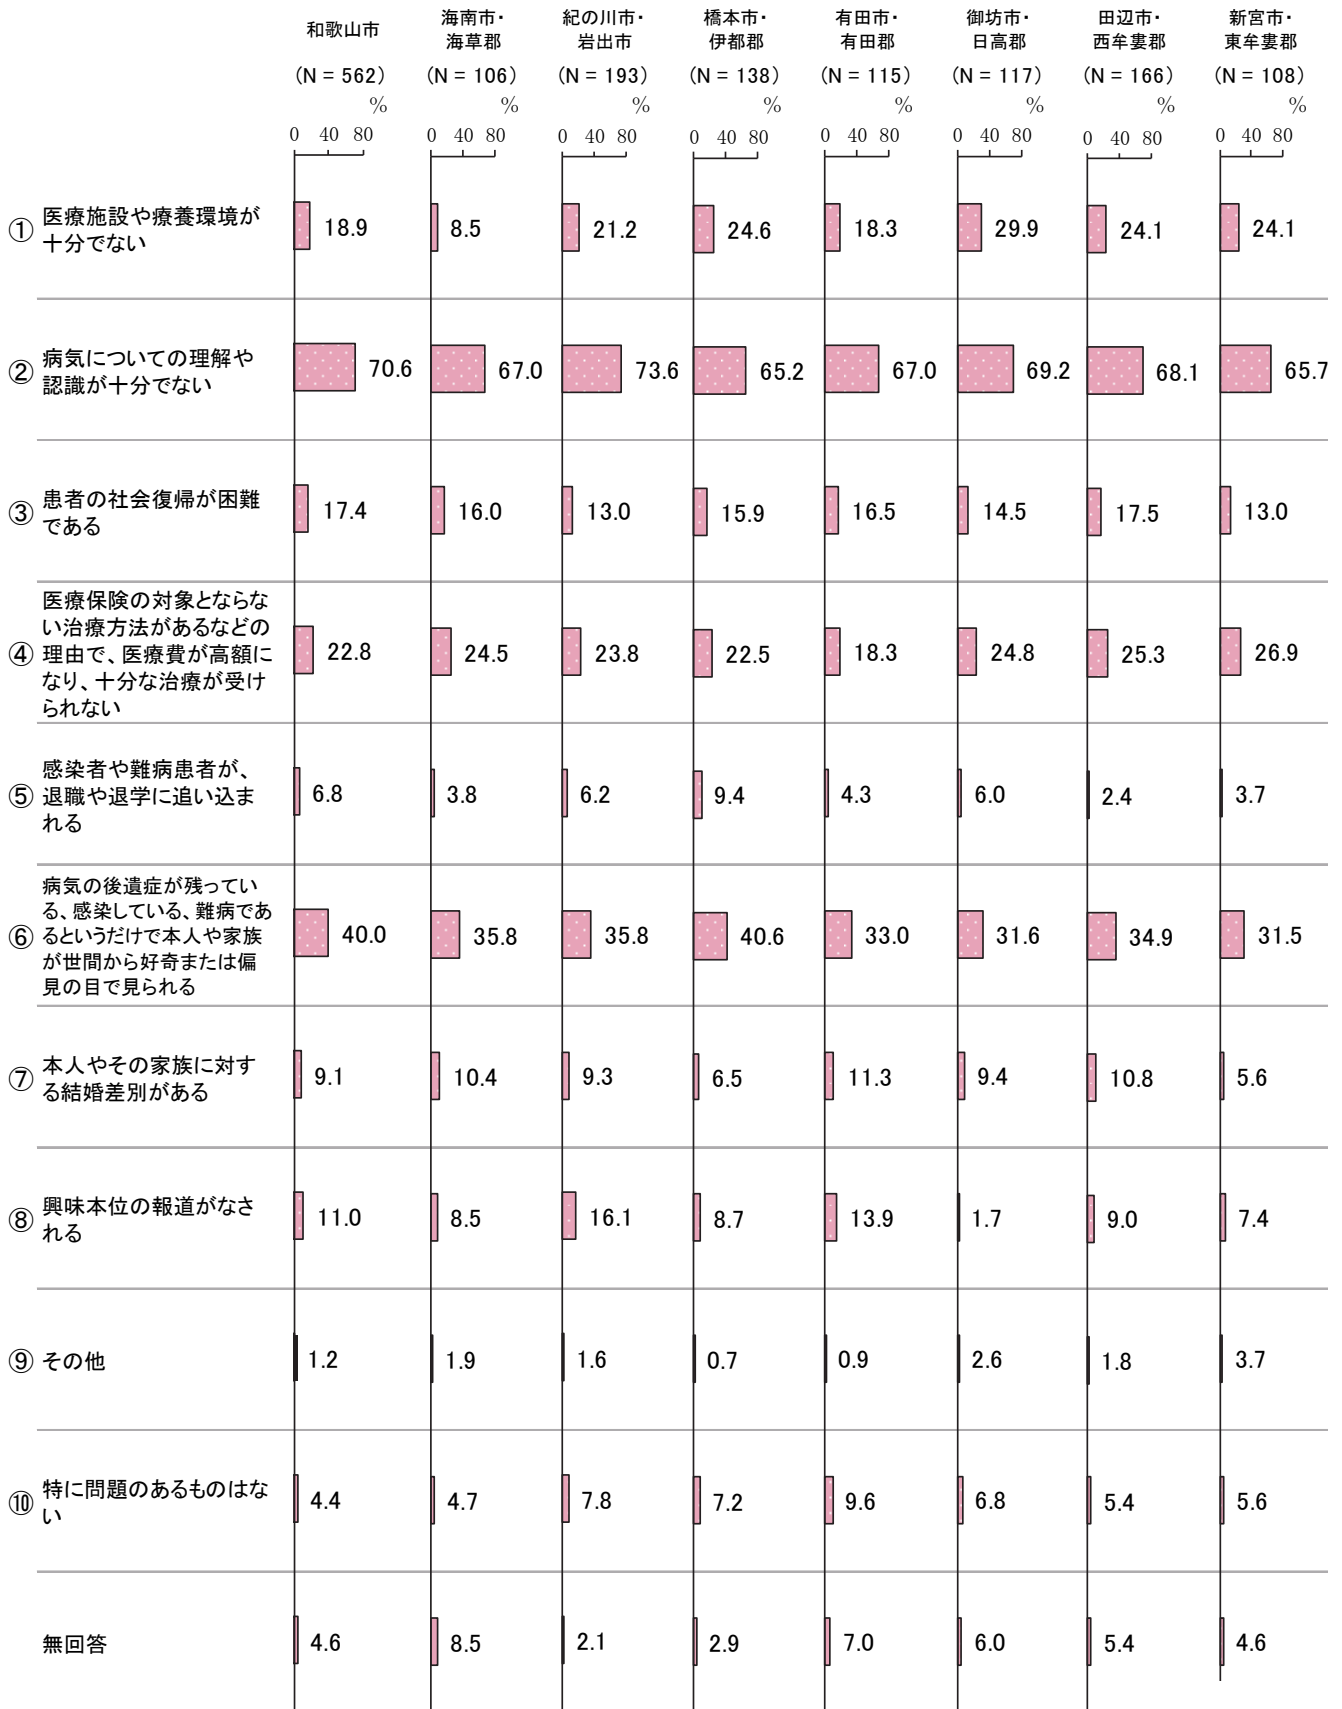 和歌山市 海南市・ 紀の川市・ 橋本市・ 有田市・ 御坊市・ 田辺市・ 新宮市・
海草郡 岩出市 伊都郡 有田郡 日高郡 西牟婁郡 東牟婁郡
(N = 562) (N = 106) (N = 193) (N = 138) (N = 115) (N = 117) (N = 166) (N = 108)
% % % % % % % %
0 40 80 0 40 80 0 40 80 0 40 80 0 40 80 0 40 80 0 40 80 0 40 80
① 医療施設や療養環境が
十分でない
18.9 8.5 21.2 24.6 18.3 29.9 24.1 24.1
② 病気についての理解や
認識が十分でない
70.6 67.0 73.6 65.2 67.0 69.2 68.1 65.7
③ 患者の社会復帰が困難
である
17.4 16.0 13.0 15.9 16.5 14.5 17.5 13.0
④ 医療保険の対象とならな
い治療方法があるなどの
理由で、医療費が高額に
なり、十分な治療が受け
られない
22.8 24.5 23.8 22.5 18.3 24.8 25.3 26.9
⑤ 感染者や難病患者が、
退職や退学に追い込ま
れる
6.8 3.8 6.2 9.4 4.3 6.0 2.4 3.7
⑥ 病気の後遺症が残ってい
る、感染している、難病であ
るというだけで本人や家族
が世間から好奇または偏
見の目で見られる
40.0 35.8 35.8 40.6 33.0 31.6 34.9 31.5
⑦ 本人やその家族に対す
る結婚差別がある
9.1 10.4 9.3 6.5 11.3 9.4 10.8 5.6
⑧ 興味本位の報道がなさ
れる
11.0 8.5 16.1 8.7 13.9 1.7 9.0 7.4
⑨ その他
1.2 1.9 1.6 0.7 0.9 2.6 1.8 3.7
⑩ 特に問題のあるものはな
い
4.4 4.7 7.8 7.2 9.6 6.8 5.4 5.6
無回答
4.6 8.5 2.1 2.9 7.0 6.0 5.4 4.6